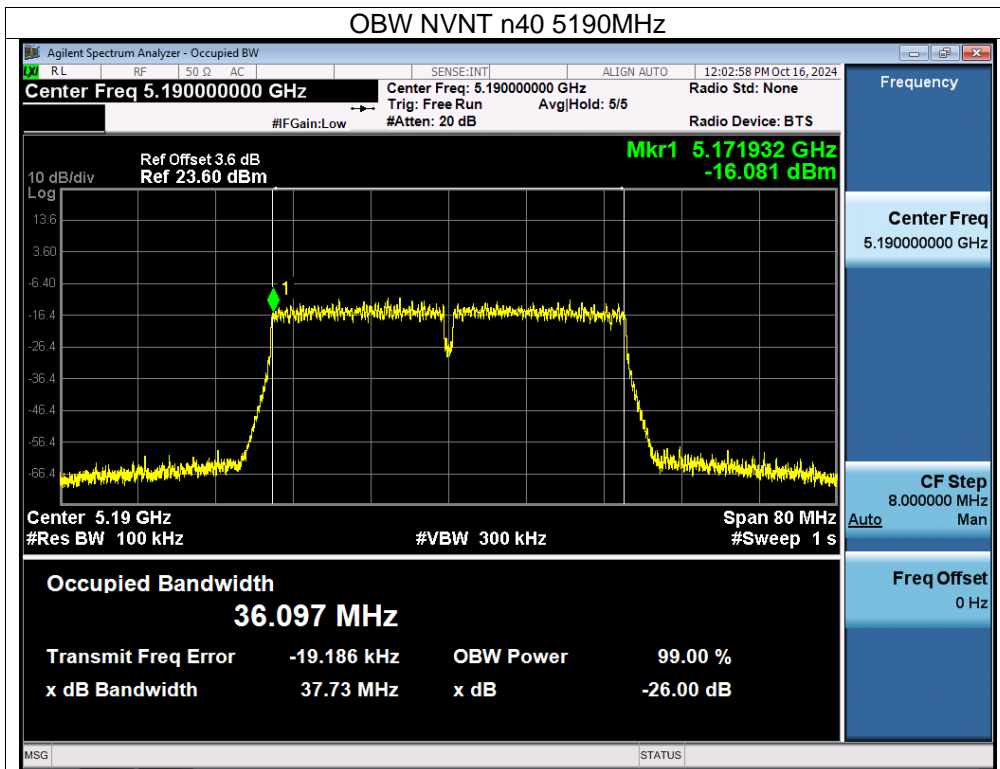 OBW NVNT n40 5190MHz
Agilent Spectrum Analyzer - Occupied BW
LXI RL RF 50 Ω AC SENSE:INT ALIGN AUTO 12:02:58 PM Oct 16, 2024
Center Freq 5.190000000 GHz
Center Freq: 5.190000000 GHz
Radio Std: None
Trig: Free Run
Avg|Hold: 5/5
#IFGain:Low
#Atten: 20 dB
Radio Device: BTS
Mkr1 5.171932 GHz
-16.081 dBm
Ref Offset 3.6 dB
10 dB/div Ref 23.60 dBm
Log
13.6
3.60
-6.40
-16.4
-26.4
-36.4
-46.4
-56.4
-66.4
1
Center 5.19 GHz
Span 80 MHz
#Res BW 100 kHz
#VBW 300 kHz
#Sweep 1 s
Occupied Bandwidth
36.097 MHz
Transmit Freq Error -19.186 kHz OBW Power 99.00 %
x dB Bandwidth 37.73 MHz x dB -26.00 dB
MSG
STATUS
Frequency
Center Freq
5.190000000 GHz
CF Step
8.000000 MHz
Auto Man
Freq Offset
0 Hz